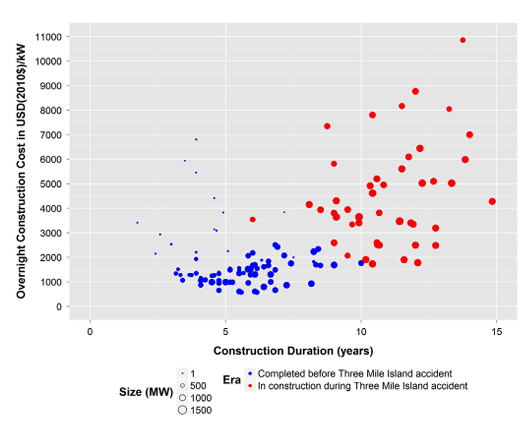 Overnight Construction Cost in USD(2010$)/kW
11000
10000
9000
8000
7000
6000
5000
4000
3000
2000
1000
0
0 5 10 15
Construction Duration (years)
Size (MW)
1
500
1000
1500
Era
Completed before Three Mile Island accident
In construction during Three Mile Island accident